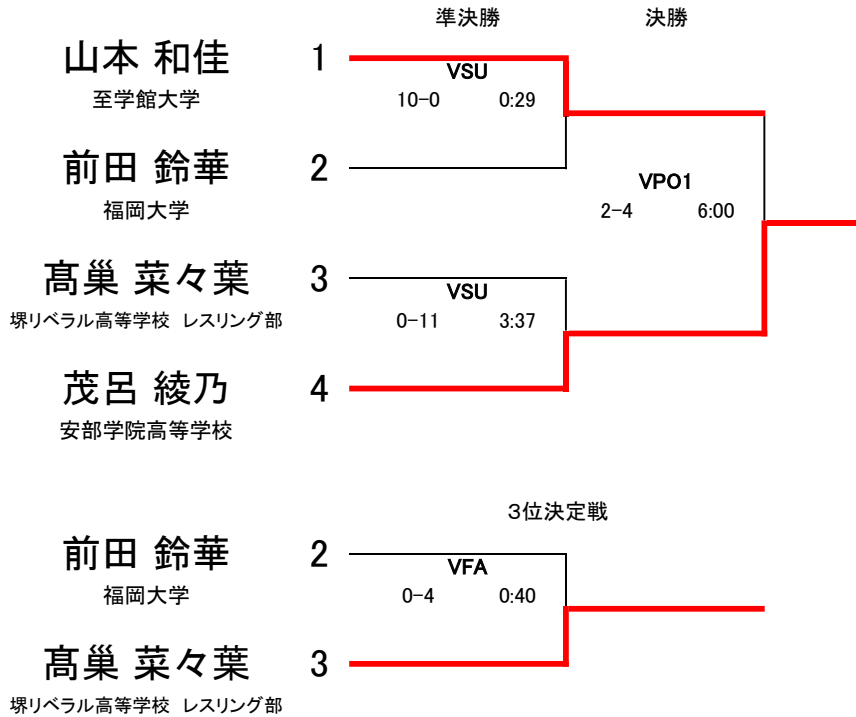 準決勝 決勝
山本 和佳 1
至学館大学
VSU
10-0 0:29
前田 鈴華 2
福岡大学
VPO1
2-4 6:00
髙巢 菜々葉 3
堺リベラル高等学校 レスリング部
VSU
0-11 3:37
茂呂 綾乃 4
安部学院高等学校
3位決定戦
前田 鈴華 2
福岡大学
VFA
0-4 0:40
髙巢 菜々葉 3
堺リベラル高等学校 レスリング部